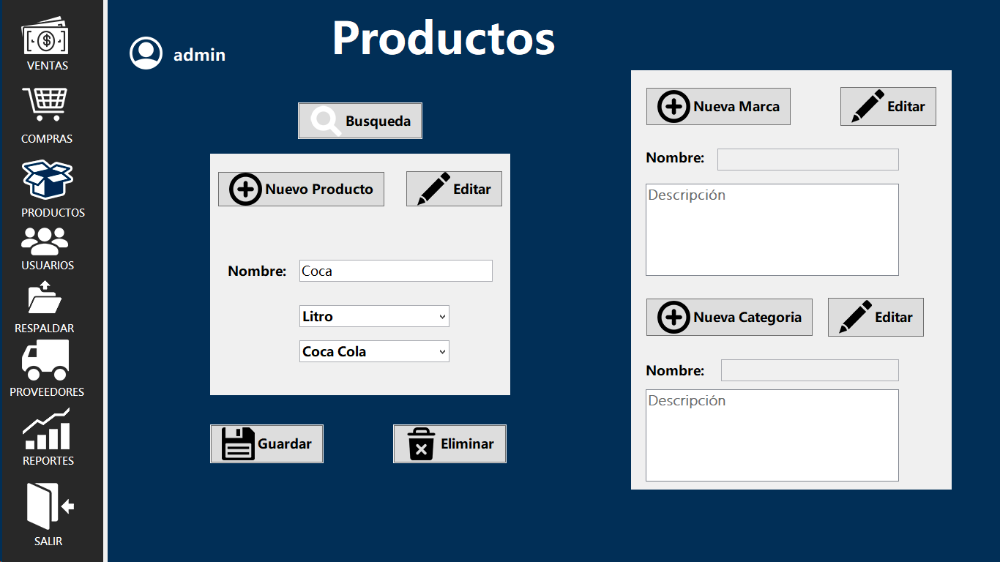 VENTAS
COMPRAS
PRODUCTOS
USUARIOS
RESPALDAR
PROVEEDORES
REPORTES
SALIR
admin
Productos
Busqueda
Nuevo Producto
Editar
Nombre: Coca
Litro
Coca Cola
Guardar
Eliminar
Nueva Marca
Editar
Nombre:
Descripción
Nueva Categoria
Editar
Nombre:
Descripción